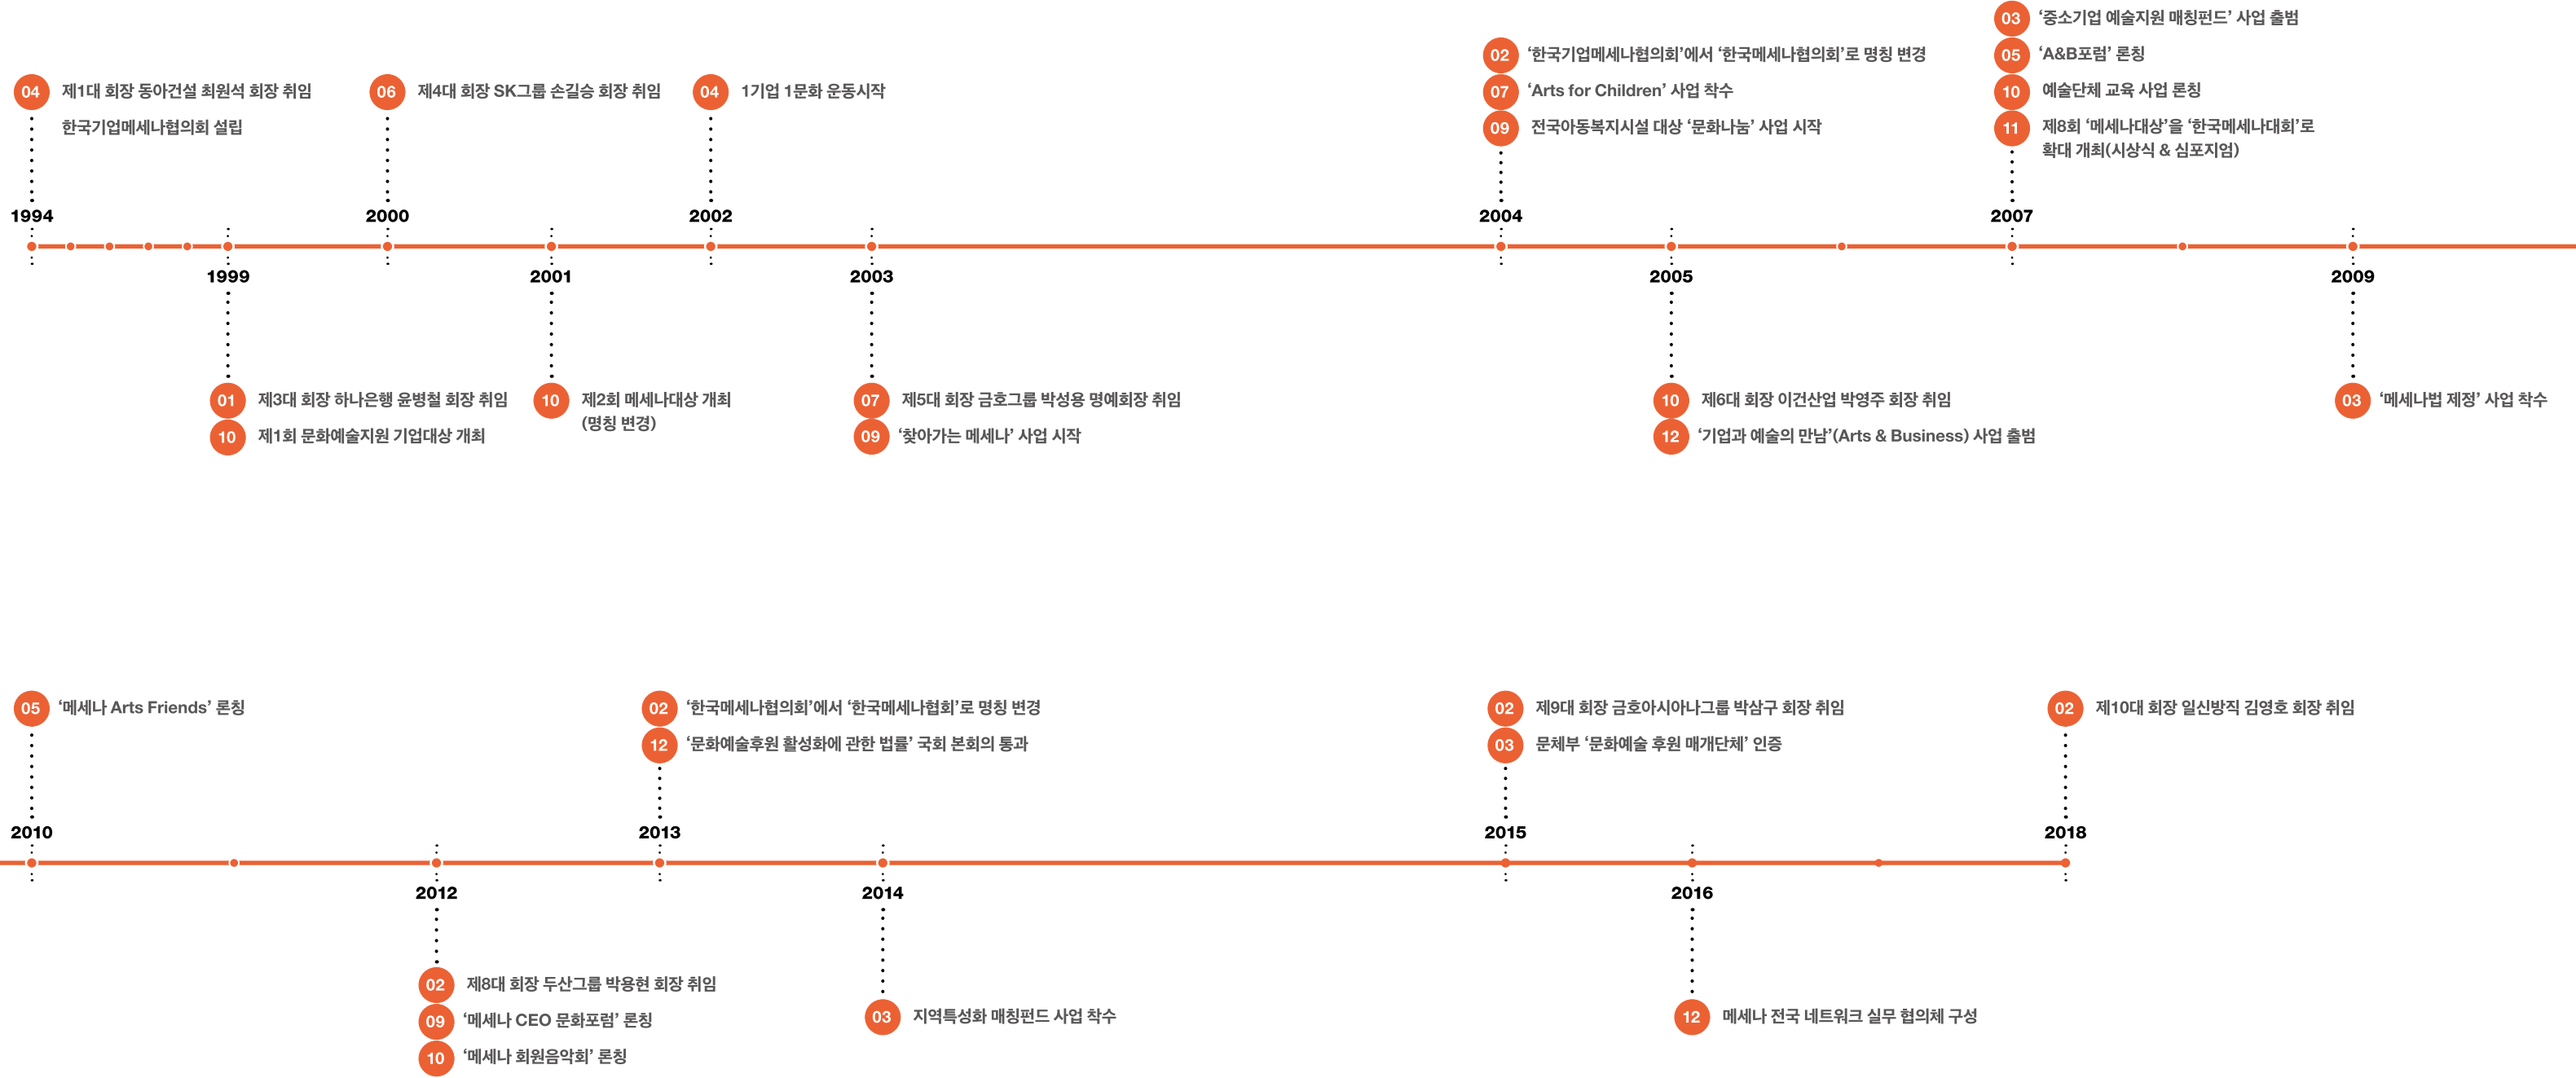 1994
04 제1대 회장 동아건설 최원석 회장 취임
한국기업메세나협의회 설립
1999
01 제3대 회장 하나은행 윤병철 회장 취임
10 제1회 문화예술지원 기업대상 개최
2000
06 제4대 회장 SK그룹 손길승 회장 취임
2001
10 제2회 메세나대상 개최
(명칭 변경)
2002
04 1기업 1문화 운동시작
2003
07 제5대 회장 금호그룹 박성용 명예회장 취임
09 ‘찾아가는 메세나’ 사업 시작
2004
02 ‘한국기업메세나협의회’에서 ‘한국메세나협의회’로 명칭 변경
07 ‘Arts for Children’ 사업 착수
09 전국아동복지시설 대상 ‘문화나눔’ 사업 시작
2005
10 제6대 회장 이건산업 박영주 회장 취임
12 ‘기업과 예술의 만남’(Arts & Business) 사업 출범
2007
03 ‘중소기업 예술지원 매칭펀드’ 사업 출범
05 ‘A&B포럼’ 론칭
10 예술단체 교육 사업 론칭
11 제8회 ‘메세나대상’을 ‘한국메세나대회’로
확대 개최(시상식 & 심포지엄)
2009
03 ‘메세나법 제정’ 사업 착수
2010
05 ‘메세나 Arts Friends’ 론칭
2012
02 제8대 회장 두산그룹 박용현 회장 취임
09 ‘메세나 CEO 문화포럼’ 론칭
10 ‘메세나 회원음악회’ 론칭
2013
02 ‘한국메세나협의회’에서 ‘한국메세나협회’로 명칭 변경
12 ‘문화예술후원 활성화에 관한 법률’ 국회 본회의 통과
2014
03 지역특성화 매칭펀드 사업 착수
2015
02 제9대 회장 금호아시아나그룹 박삼구 회장 취임
03 문체부 ‘문화예술 후원 매개단체’ 인증
2016
12 메세나 전국 네트워크 실무 협의체 구성
2018
02 제10대 회장 일신방직 김영호 회장 취임